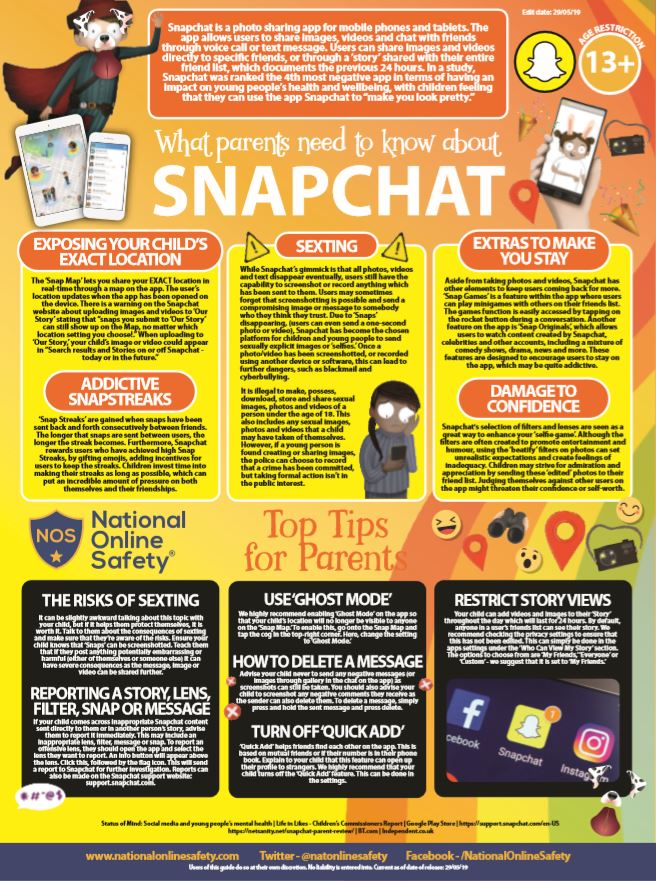 Edit date: 29/05/19
Snapchat is a photo sharing app for mobile phones and tablets. The
app allows users to share images, videos and chat with friends
through voice call or text message. Users can share images and videos
directly to specific friends, or through a 'story' shared with their entire
friend list, which documents the previous 24 hours. In a study,
Snapchat was ranked the 4th most negative app in terms of having an
impact on young people's health and wellbeing, with children feeling
that they can use the app Snapchat to "make you look pretty."
AGE RESTRICTION
13+
What parents need to know about
SNAPCHAT
EXPOSING YOUR CHILD'S
EXACT LOCATION
The 'Snap Map' lets you share your EXACT location in
real-time through a map on the app. The user's
location updates when the app has been opened on
the device. There is a warning on the Snapchat
website about uploading images and videos to 'Our
Story' stating that "snaps you submit to 'Our Story'
can still show up on the Map, no matter which
location setting you choose!." When uploading to
'Our Story,' your child's image or video could appear
in "Search results and Stories on or off Snapchat -
today or in the future."
ADDICTIVE
SNAPSTREAKS
'Snap Streaks' are gained when snaps have been
sent back and forth consecutively between friends.
The longer that snaps are sent between users, the
longer the streak becomes. Furthermore, Snapchat
rewards users who have achieved high Snap
Streaks, by gifting emojis, adding incentives for
users to keep the streaks. Children invest time into
making their streaks as long as possible, which can
put an incredible amount of pressure on both
themselves and their friendships.
SEXTING
While Snapchat's gimmick is that all photos, videos
and text disappear eventually, users still have the
capability to screenshot or record anything which
has been sent to them. Users may sometimes
forget that screenshotting is possible and send a
compromising image or message to somebody
who they think they trust. Due to 'Snaps'
disappearing, (users can even send a one-second
photo or video), Snapchat has become the chosen
platform for children and young people to send
sexually explicit images or 'selfies.' Once a
photo/video has been screenshotted, or recorded
using another device or software, this can lead to
further dangers, such as blackmail and
cyberbullying.
It is illegal to make, possess,
download, store and share sexual
images, photos and videos of a
person under the age of 18. This
also includes any sexual images,
photos and videos that a child
may have taken of themselves.
However, if a young person is
found creating or sharing images,
the police can choose to record
that a crime has been committed,
but taking formal action isn't in
the public interest.
EXTRAS TO MAKE
YOU STAY
Aside from taking photos and videos, Snapchat has
other elements to keep users coming back for more.
'Snap Games' is a feature within the app where users
can play minigames with others on their friends list.
The games function is easily accessed by tapping on
the rocket button during a conversation. Another
feature on the app is 'Snap Originals', which allows
users to watch content created by Snapchat,
celebrities and other accounts, including a mixture of
comedy shows, drama, news and more. These
features are designed to encourage users to stay on
the app, which may be quite addictive.
DAMAGE TO
CONFIDENCE
Snapchat's selection of filters and lenses are seen as a
great way to enhance your 'selfie game'. Although the
filters are often created to promote entertainment and
humour, using the 'beatify' filters on photos can set
unrealistic expectations and create feelings of
inadequacy. Children may strive for admiration and
appreciation by sending these 'edited' photos to their
friend list. Judging themselves against other users on
the app might threaten their confidence or self-worth.
NOS
National
Online
Safety®
Top Tips
for Parents
THE RISKS OF SEXTING
It can be slightly awkward talking about this topic with
your child, but if it helps them protect themselves, it is
worth it. Talk to them about the consequences of sexting
and make sure that they're aware of the risks. Ensure your
child knows that 'Snaps' can be screenshotted. Teach them
that if they post anything potentially embarrassing or
harmful (either of themselves or someone else) it can
have severe consequences as the message, image or
video can be shared further.
REPORTING A STORY, LENS,
FILTER, SNAP OR MESSAGE
If your child comes across inappropriate Snapchat content
sent directly to them or in another person's story, advise
them to report it immediately. This may include an
inappropriate lens, filter, message or snap. To report an
offensive lens, they should open the app and select the
lens they want to report. An info button will appear above
the lens. Click this, followed by the flag icon. This will send
a report to Snapchat for further investigation. Reports can
also be made on the Snapchat support website:
support.snapchat.com.
USE 'GHOST MODE'
We highly recommend enabling 'Ghost Mode' on the app so
that your child's location will no longer be visible to anyone
on the 'Snap Map.' To enable this, go onto the Snap Map and
tap the cog in the top-right corner. Here, change the setting
to 'Ghost Mode.'
HOW TO DELETE A MESSAGE
Advise your child never to send any negative messages (or
images through gallery in the chat on the app) as
screenshots can still be taken. You should also advise your
child to screenshot any negative comments they receive as
the sender can also delete them. To delete a message, simply
press and hold the sent message and press delete.
TURN OFF 'QUICK ADD'
'Quick Add' helps friends find each other on the app. This is
based on mutual friends or if their number is in their phone
book. Explain to your child that this feature can open up
their profile to strangers. We highly recommend that your
child turns off the 'Quick Add' feature. This can be done in
the settings.
RESTRICT STORY VIEWS
Your child can add videos and images to their 'Story'
throughout the day which will last for 24 hours. By default,
anyone in a user's friends list can see their story. We
recommend checking the privacy settings to ensure that
this has not been edited. This can simply be done in the
apps settings under the 'Who Can View My Story' section.
The options to choose from are 'My Friends,' 'Everyone' or
'Custom' - we suggest that it is set to 'My Friends.'
cebook
Snapchat
Instag
*#"@$
Status of Mind: Social media and young people's mental health | Life in Likes - Children's Commissioners Report | Google Play Store | https://support.snapchat.com/en-US
https://netsanity.net/snapchat-parent-review/ | BT.com | Independent.co.uk
www.nationalonlinesafety.com Twitter - @natonlinesafety Facebook - /NationalOnlineSafety
Users of this guide do so at their own discretion. No liability is entered into. Current as of date of release: 29/05/19